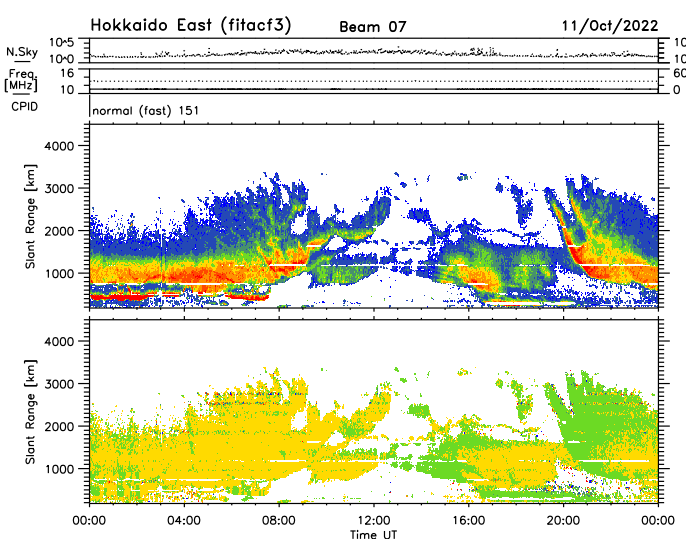 Hokkaido East (fitacf3) Beam 07 11/Oct/2022
N.Sky 10^5 10^0
Freq. [MHz] 16 10 60 0
CPID normal (fast) 151
Slant Range [km] 4000 3000 2000 1000
Slant Range [km] 4000 3000 2000 1000
00:00 04:00 08:00 12:00 16:00 20:00 00:00
Time UT